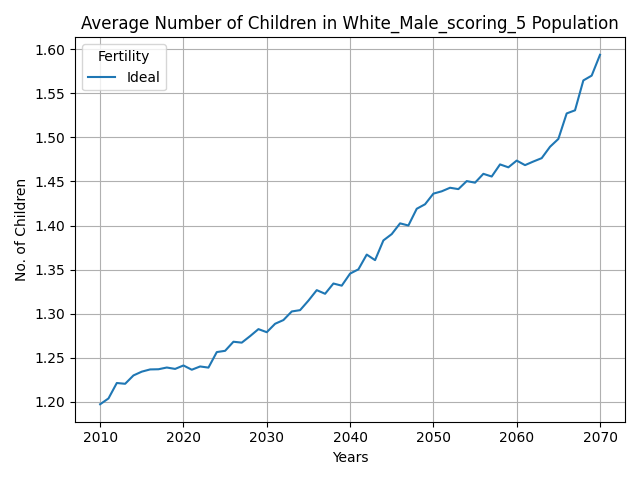 Average Number of Children in White_Male_scoring_5 Population
Fertility
Ideal
No. of Children
1.60
1.55
1.50
1.45
1.40
1.35
1.30
1.25
1.20
2010 2020 2030 2040 2050 2060 2070
Years